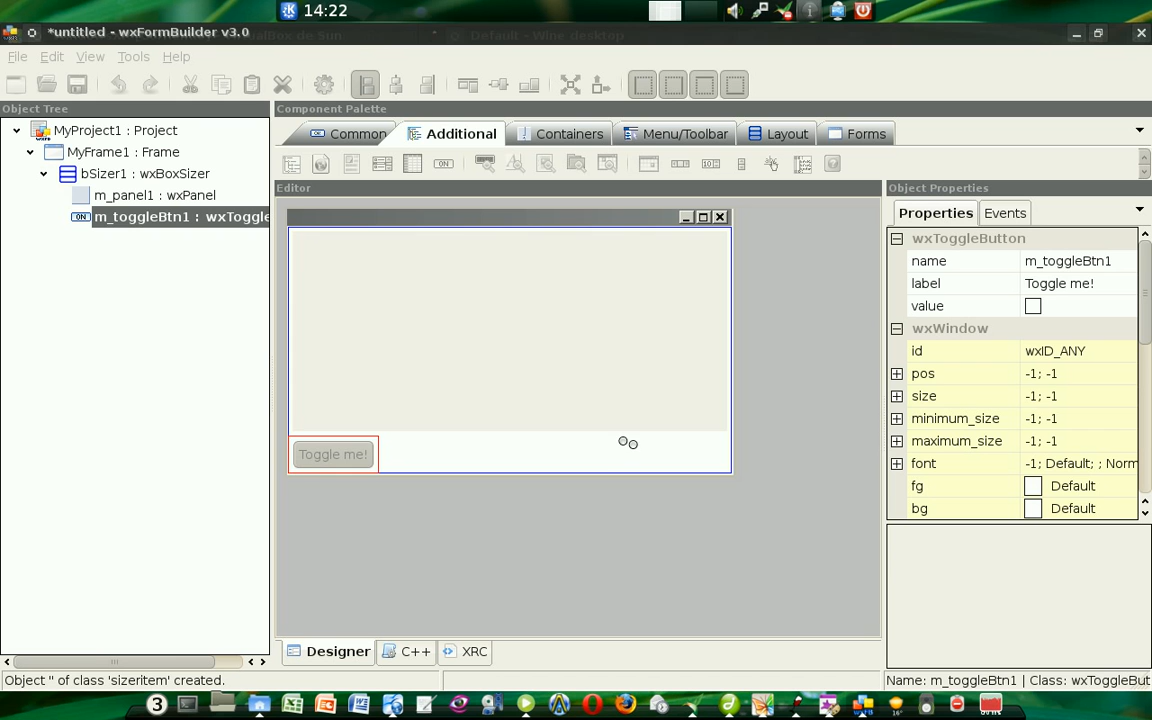 14:22
*untitled - wxFormBuilder v3.0
File Edit View Tools Help
Object Tree
Component Palette
MyProject1 : Project
MyFrame1 : Frame
bSizer1 : wxBoxSizer
m_panel1 : wxPanel
m_toggleBtn1 : wxToggle
Common Additional Containers Menu/Toolbar Layout Forms
Editor
Toggle me!
Designer C++ XRC
Object Properties
Properties Events
wxToggleButton
name m_toggleBtn1
label Toggle me!
value
wxWindow
id wxID_ANY
pos -1; -1
size -1; -1
minimum_size -1; -1
maximum_size -1; -1
font -1; Default; ; Norm
fg Default
bg Default
Object '' of class 'sizeritem' created.
Name: m_toggleBtn1 | Class: wxToggleBut
3